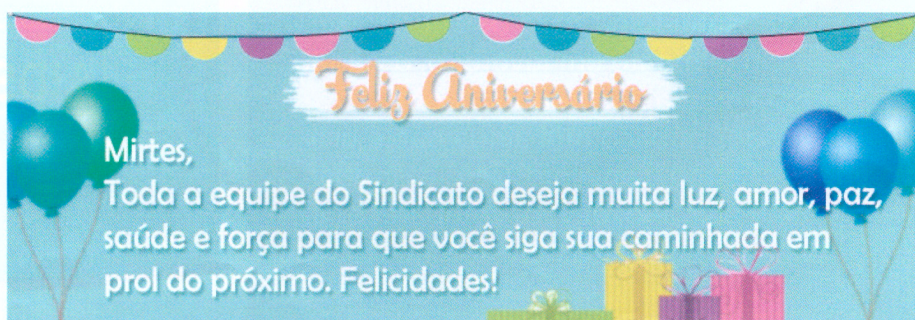 Feliz Aniversário
Mirtes,
Toda a equipe do Sindicato deseja muita luz, amor, paz,
saúde e força para que você siga sua caminhada em
prol do próximo. Felicidades!